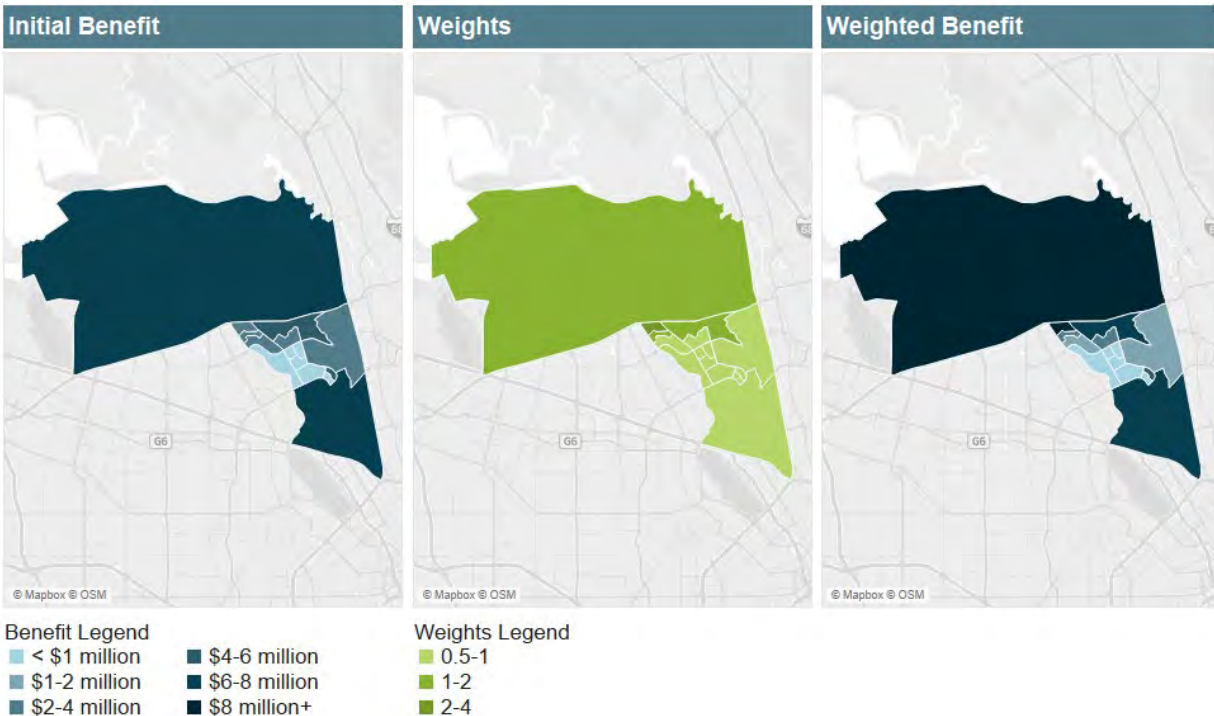 Initial Benefit
Weights
Weighted Benefit
G6
G6
G6
© Mapbox © OSM
© Mapbox © OSM
© Mapbox © OSM
Benefit Legend
< $1 million
$1-2 million
$2-4 million
$4-6 million
$6-8 million
$8 million+
Weights Legend
0.5-1
1-2
2-4